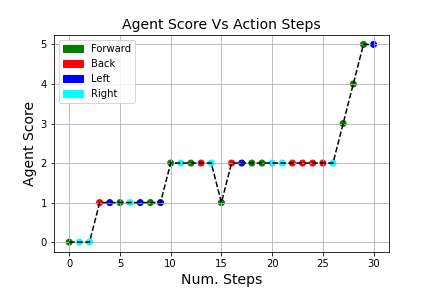 Agent Score Vs Action Steps
Forward
Back
Left
Right
5
4
3
2
1
0
Agent Score
0 5 10 15 20 25 30
Num. Steps